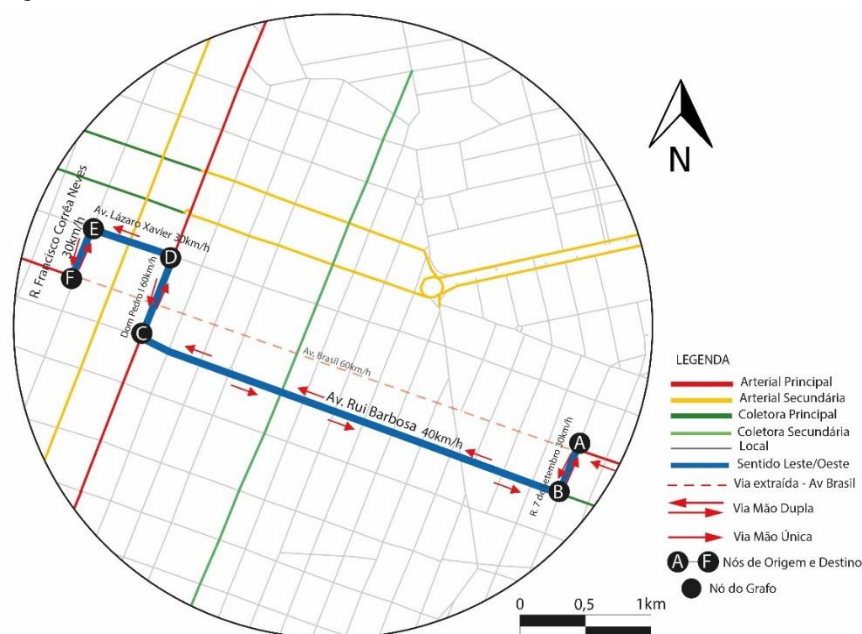 R. Francisco Corrêa Neves
30km/h
Av. Lázaro Xavier 30km/h
E
D
F
Dom Pedro I 60km/h
C
Av. Brasil 60km/h
Av. Rui Barbosa 40km/h
R. 7 de setembro 30km/h
A
B
N
LEGENDA
Arterial Principal
Arterial Secundária
Coletora Principal
Coletora Secundária
Local
Sentido Leste/Oeste
Via extraída - Av Brasil
Via Mão Dupla
Via Mão Única
A F Nós de Origem e Destino
Nó do Grafo
0 0,5 1km